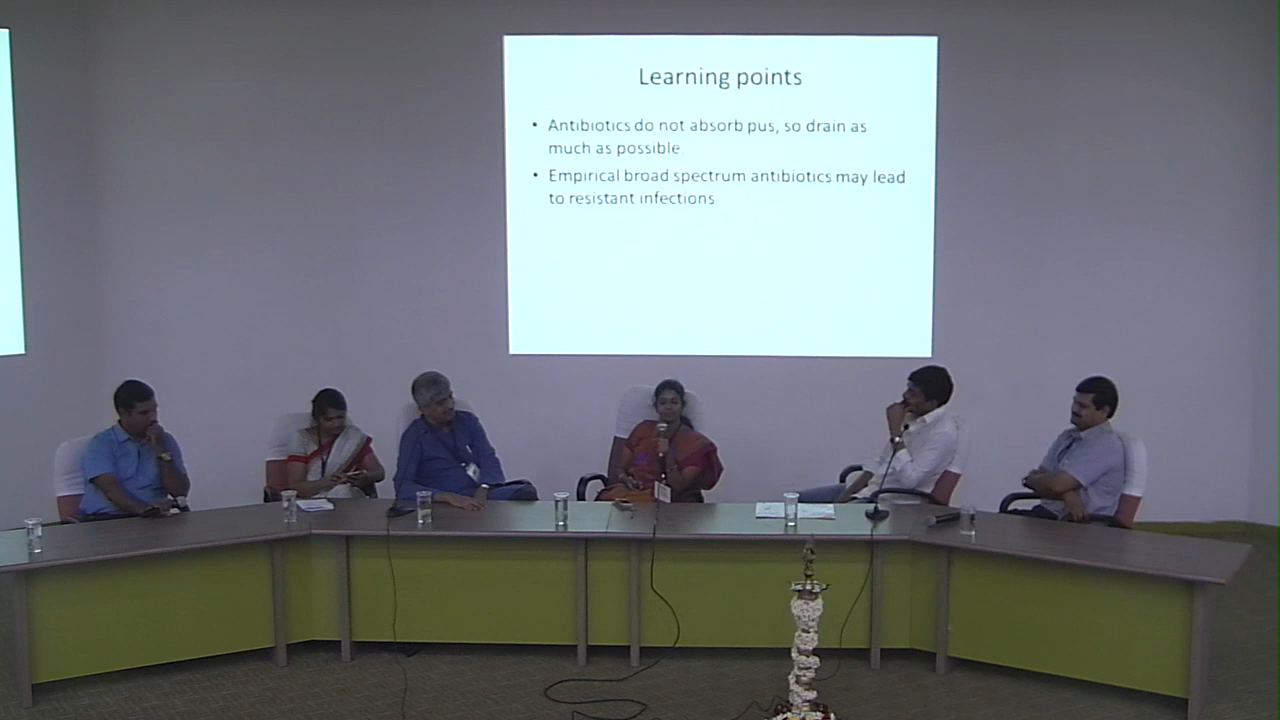 Learning points
• Antibiotics do not absorb pus, so drain as
much as possible.
• Empirical broad spectrum antibiotics may lead
to resistant infections